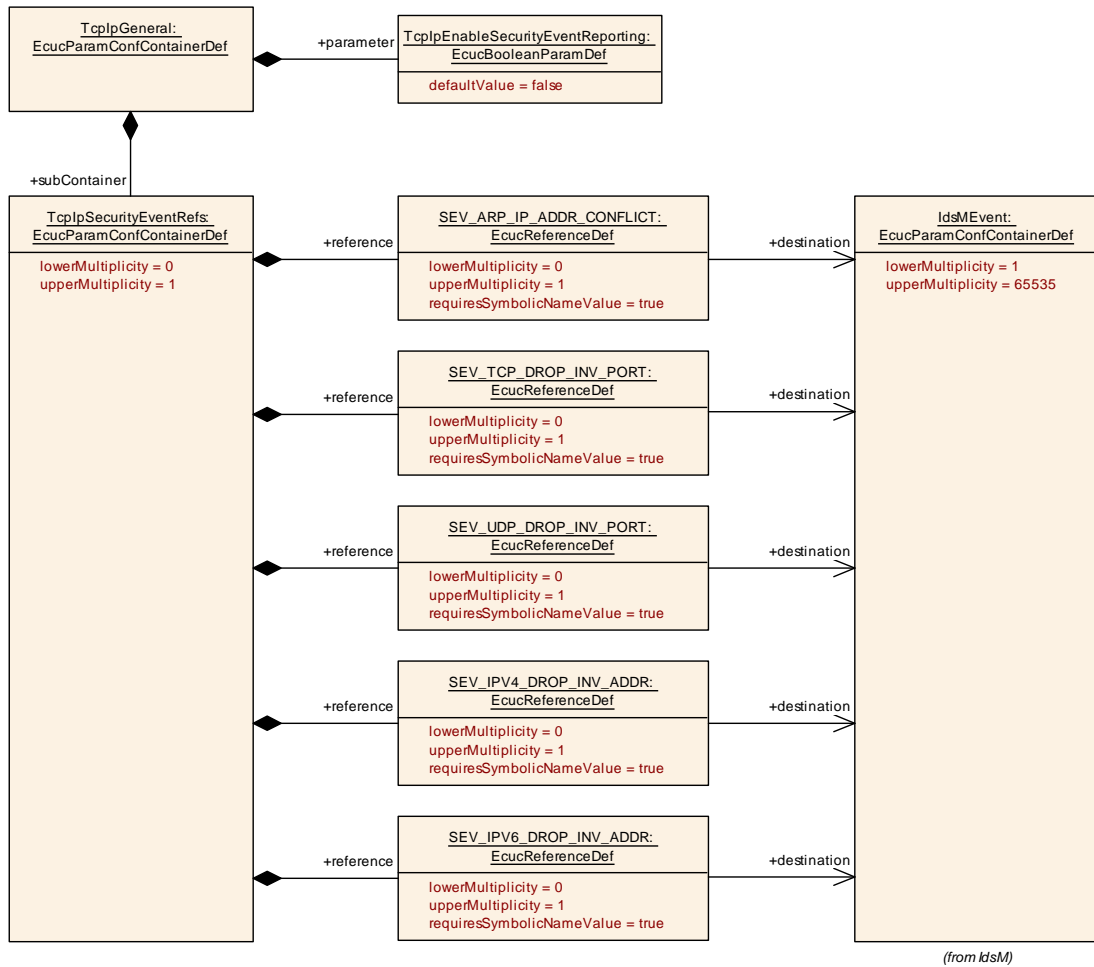 TcpIpGeneral:
EcucParamConfContainerDef
+parameter
TcpIpEnableSecurityEventReporting:
EcucBooleanParamDef
defaultValue = false
+subContainer
TcpIpSecurityEventRefs:
EcucParamConfContainerDef
lowerMultiplicity = 0
upperMultiplicity = 1
+reference
SEV_ARP_IP_ADDR_CONFLICT:
EcucReferenceDef
lowerMultiplicity = 0
upperMultiplicity = 1
requiresSymbolicNameValue = true
+destination
IdsMEvent:
EcucParamConfContainerDef
lowerMultiplicity = 1
upperMultiplicity = 65535
+reference
SEV_TCP_DROP_INV_PORT:
EcucReferenceDef
lowerMultiplicity = 0
upperMultiplicity = 1
requiresSymbolicNameValue = true
+destination
+reference
SEV_UDP_DROP_INV_PORT:
EcucReferenceDef
lowerMultiplicity = 0
upperMultiplicity = 1
requiresSymbolicNameValue = true
+destination
+reference
SEV_IPV4_DROP_INV_ADDR:
EcucReferenceDef
lowerMultiplicity = 0
upperMultiplicity = 1
requiresSymbolicNameValue = true
+destination
+reference
SEV_IPV6_DROP_INV_ADDR:
EcucReferenceDef
lowerMultiplicity = 0
upperMultiplicity = 1
requiresSymbolicNameValue = true
+destination
(from IdsM)